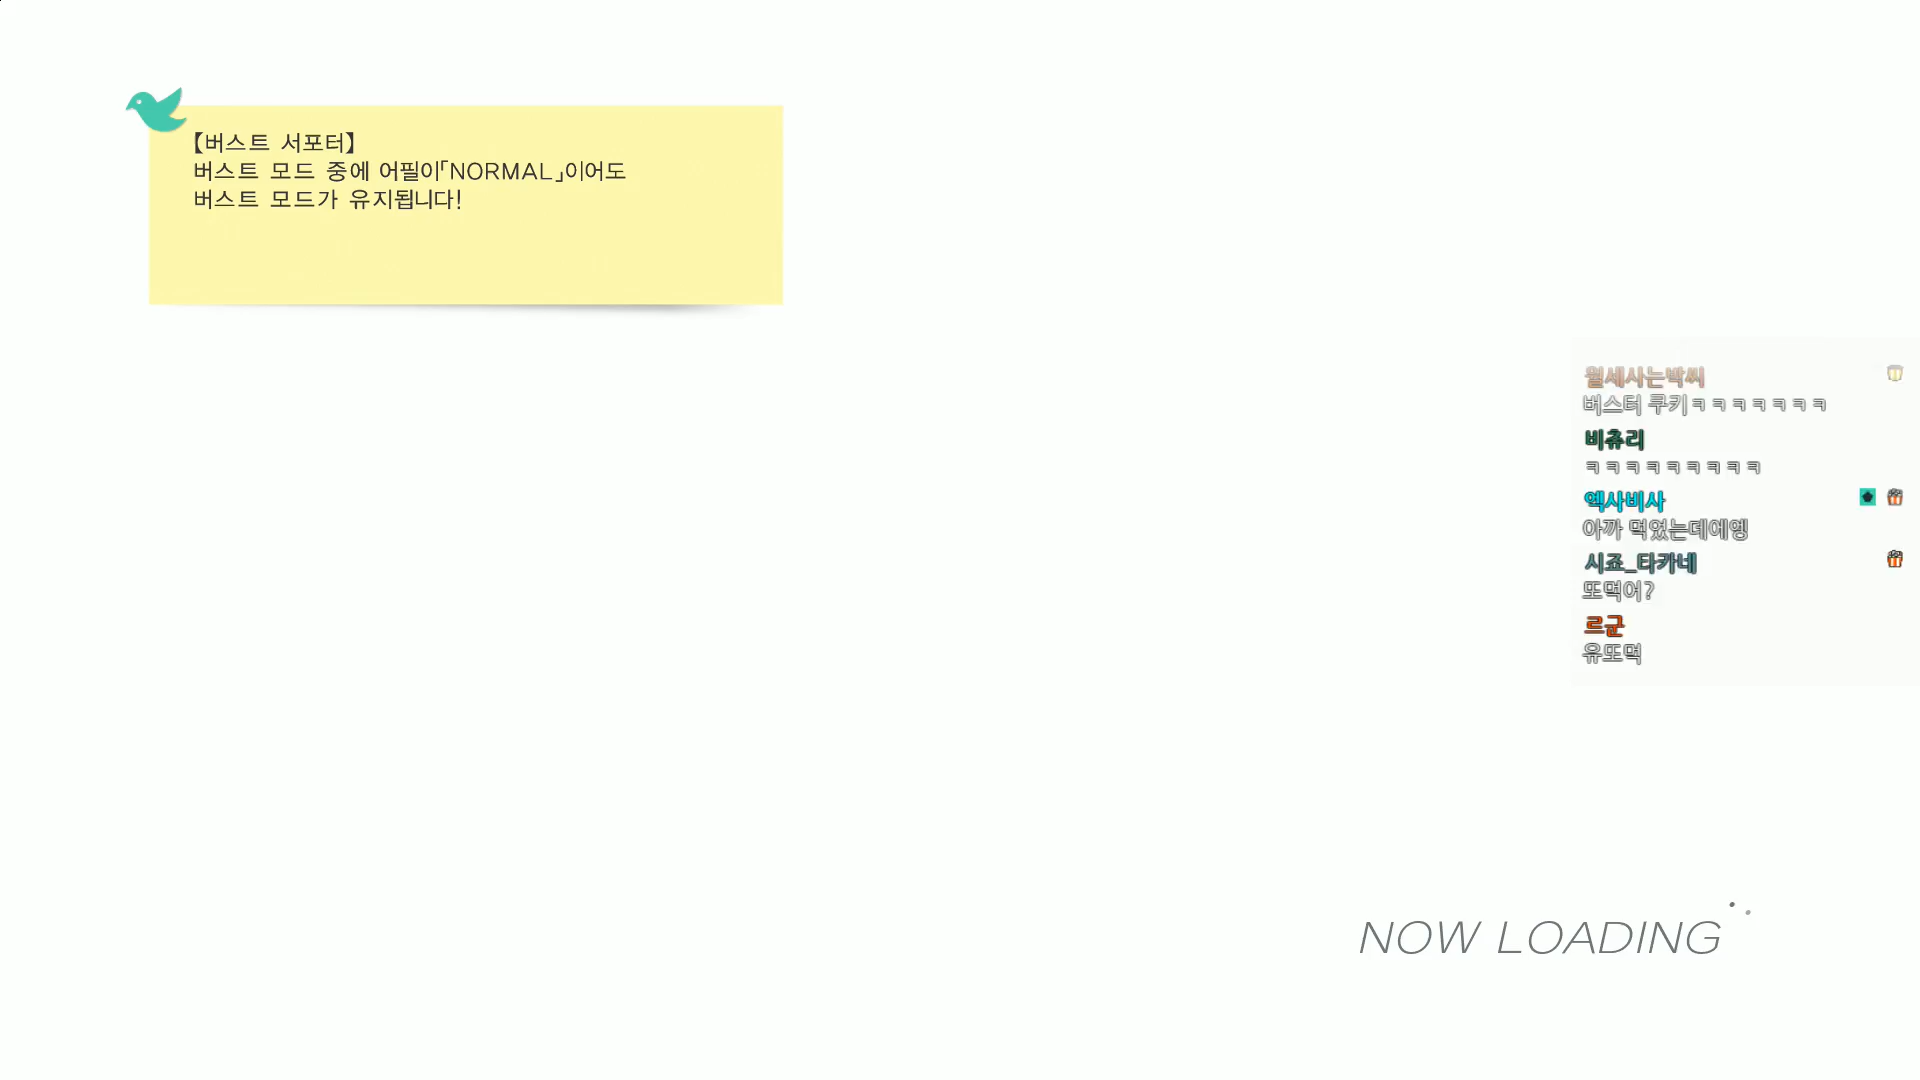 【버스트 서포터】
버스트 모드 중에 어필이「NORMAL」이어도
버스트 모드가 유지됩니다!
월세사는박씨
버스터 쿠키ㅋㅋㅋㅋㅋㅋㅋ
비츄리
ㅋㅋㅋㅋㅋㅋㅋㅋㅋ
엑사비사
아까 먹었는데에엥
시죠_타카네
또먹어?
르군
유또먹
NOW LOADING